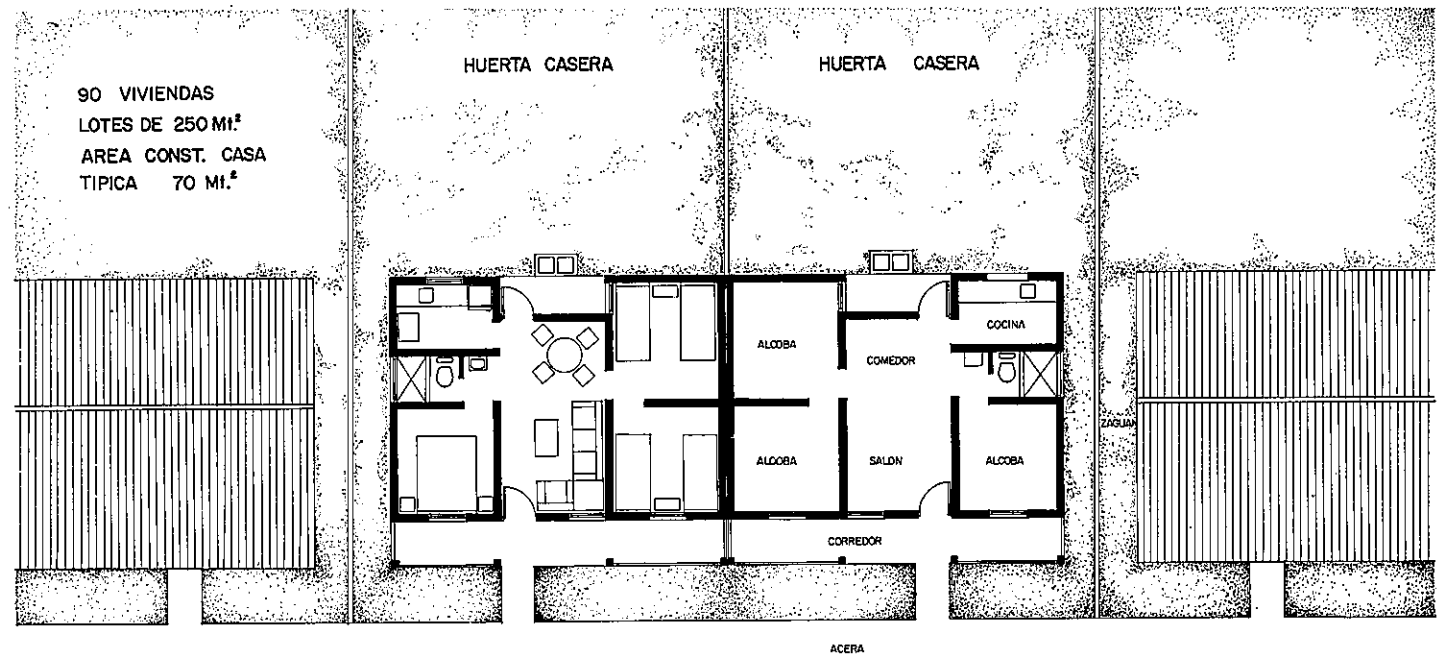 HUERTA CASERA
HUERTA CASERA
90 VIVIENDAS
LOTES DE 250 Mt.²
AREA CONST. CASA
TIPICA 70 Mt.²
COCINA
ALCOBA
COMEDOR
ZAGUAN
ALCOBA
SALON
ALCOBA
CORREDOR
ACERA